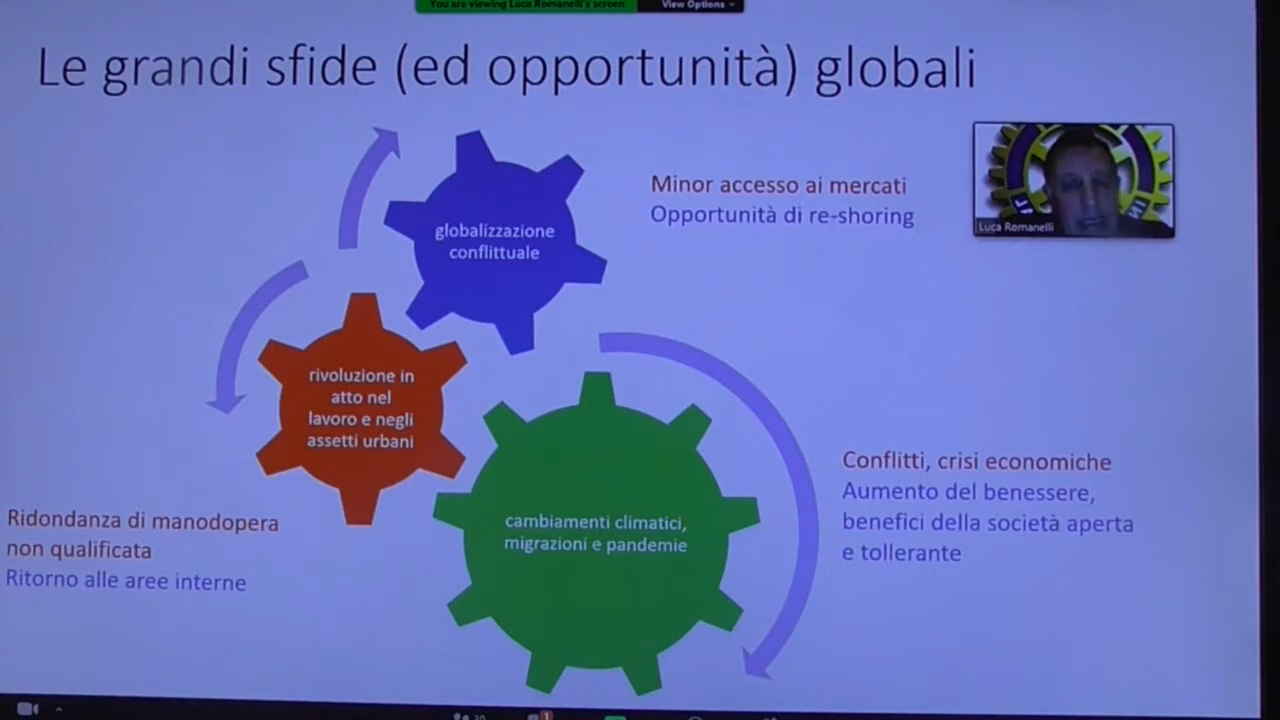 You are viewing Luca Romanelli's screen
View Options
Le grandi sfide (ed opportunità) globali
globalizzazione
conflittuale
Minor accesso ai mercati
Opportunità di re-shoring
Luca Romanelli
rivoluzione in
atto nel
lavoro e negli
assetti urbani
cambiamenti climatici,
migrazioni e pandemie
Conflitti, crisi economiche
Aumento del benessere,
benefici della società aperta
e tollerante
Ridondanza di manodopera
non qualificata
Ritorno alle aree interne